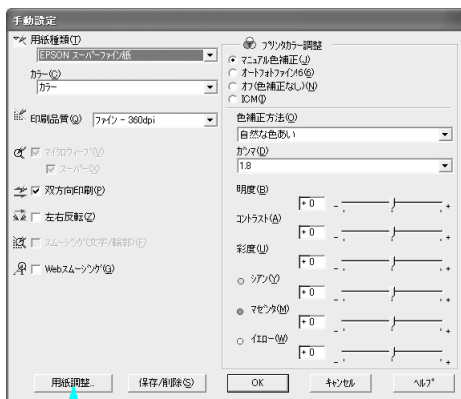 手動設定
用紙種類(T)
EPSON スーパーファイン紙
カラー(C)
カラー
印刷品質(Q) ファイン - 360dpi
マイクロウィーブ(V)
スーパー(X)
双方向印刷(P)
左右反転(Z)
スムージング(文字/輪郭)(F)
Webスムージング(G)
用紙調整...
保存/削除(S)
プリンタカラー調整
マニュアル色補正(J)
オートフォトファイン!6(6)
オフ(色補正なし)(N)
ICM(I)
色補正方法(O)
自然な色あい
ガンマ(D)
1.8
明度(B)
+ 0 - +
コントラスト(A)
+ 0 - +
彩度(U)
+ 0 - +
シアン(Y)
+ 0 - +
マゼンタ(M)
+ 0 - +
イエロー(W)
+ 0 - +
OK
キャンセル
ヘルプ